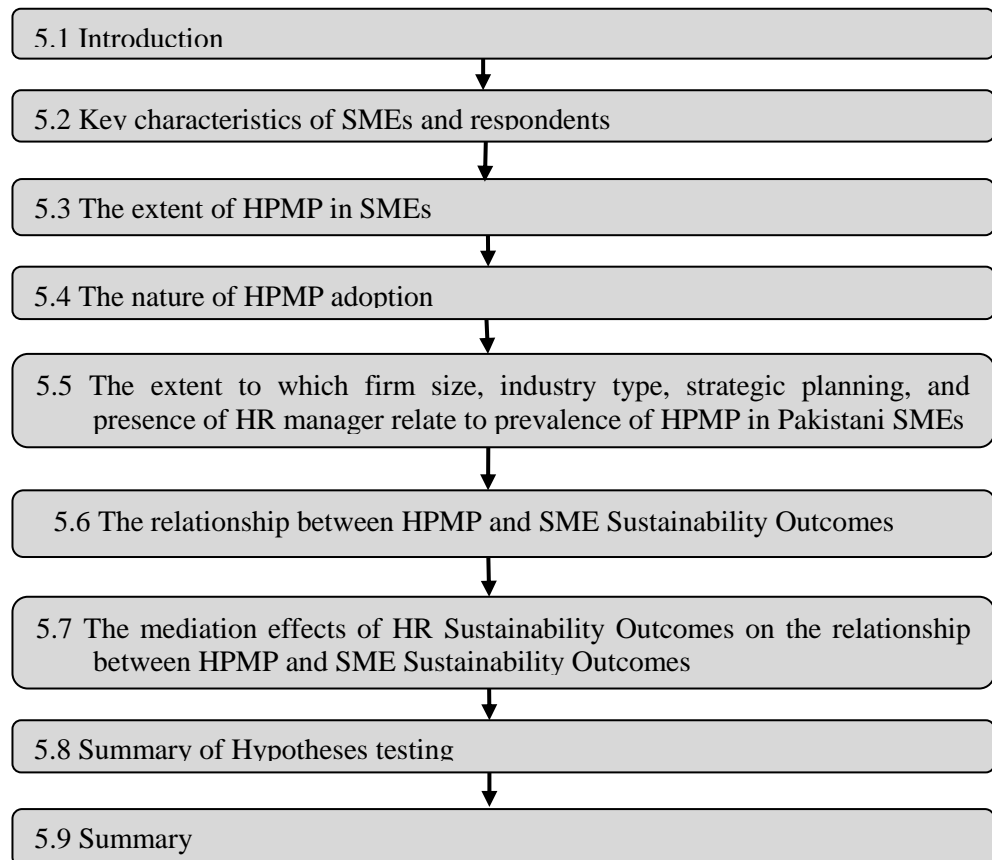 5.1 Introduction
5.2 Key characteristics of SMEs and respondents
5.3 The extent of HPMP in SMEs
5.4 The nature of HPMP adoption
5.5 The extent to which firm size, industry type, strategic planning, and
presence of HR manager relate to prevalence of HPMP in Pakistani SMEs
5.6 The relationship between HPMP and SME Sustainability Outcomes
5.7 The mediation effects of HR Sustainability Outcomes on the relationship
between HPMP and SME Sustainability Outcomes
5.8 Summary of Hypotheses testing
5.9 Summary